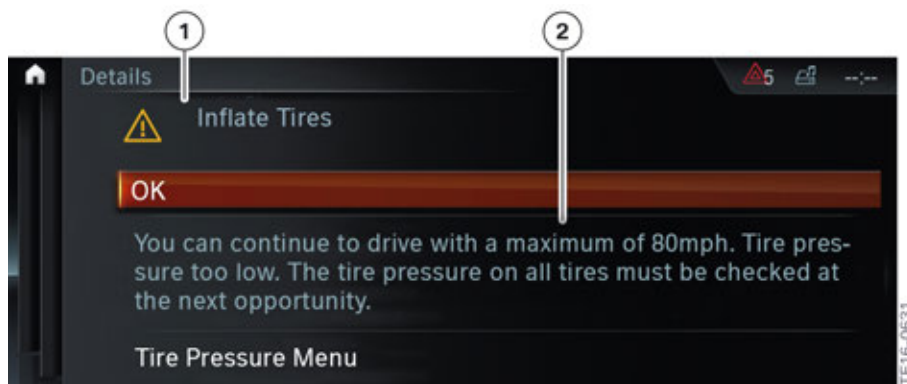 1 2
Details 5 --:--
Inflate Tires
OK
You can continue to drive with a maximum of 80mph. Tire pres-
sure too low. The tire pressure on all tires must be checked at
the next opportunity.
Tire Pressure Menu
TE16-0631